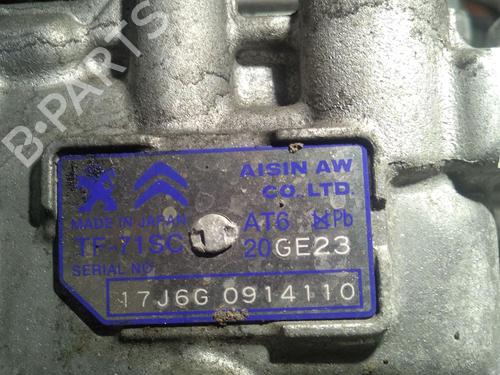 B-PARTS
AISIN AW
CO., LTD.
MADE IN JAPAN
AT6 Pb
TF-71SC
20GE23
SERIAL NO
17J6G 0914110